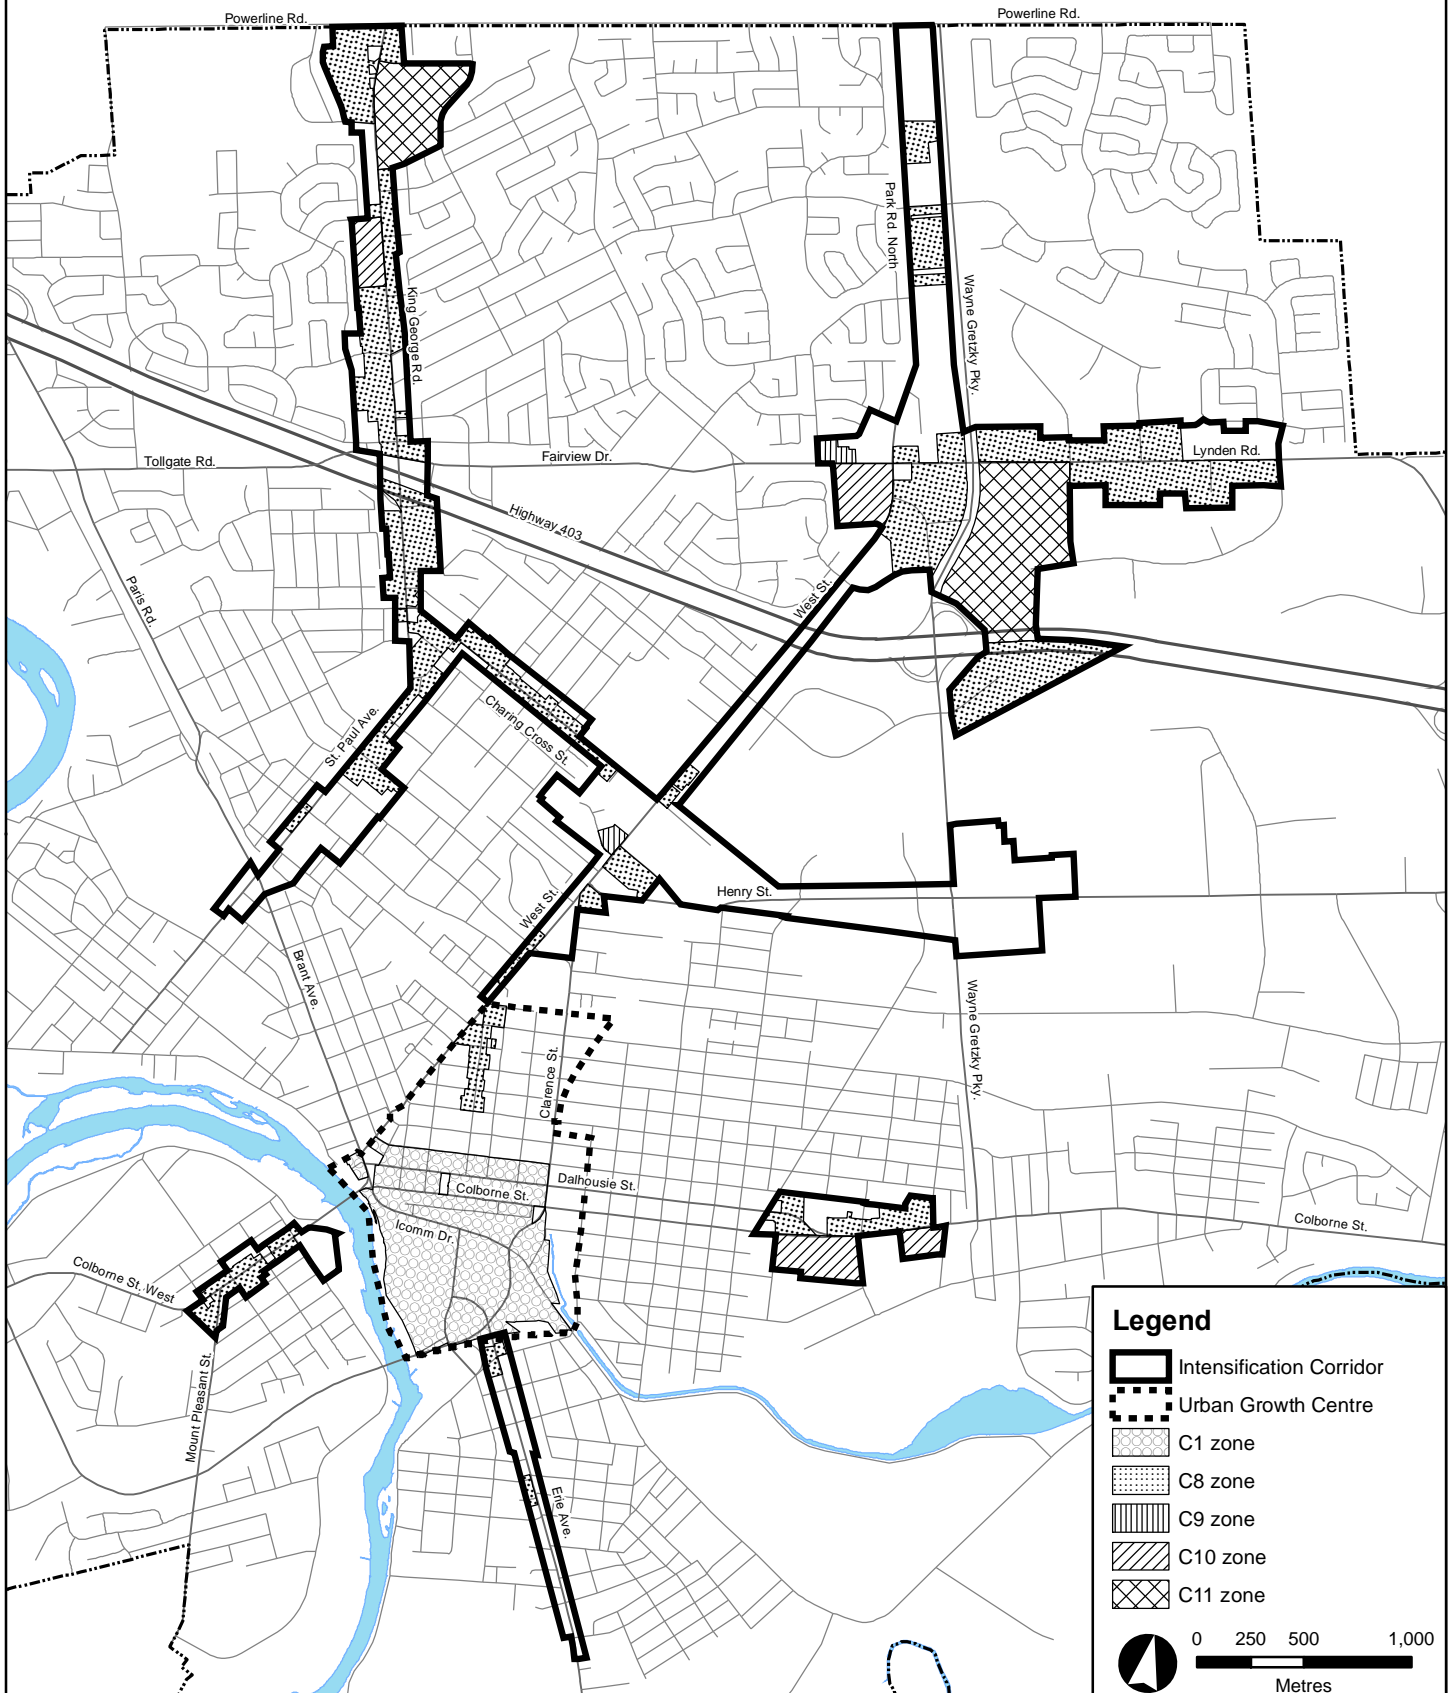 Powerline Rd.
Powerline Rd.
Park Rd. North
Wayne Gretzky Pky.
King George Rd.
Tollgate Rd.
Fairview Dr.
Lynden Rd.
Highway 403
Paris Rd.
West St.
St. Paul Ave.
Charing Cross St.
Henry St.
West St.
Brant Ave.
Wayne Gretzky Pky.
Clarence St.
Dalhousie St.
Colborne St.
Icomm Dr.
Colborne St.
Colborne St. West
Mount Pleasant St.
Erie Ave.
Legend
Intensification Corridor
Urban Growth Centre
C1 zone
C8 zone
C9 zone
C10 zone
C11 zone
0 250 500 1,000
Metres